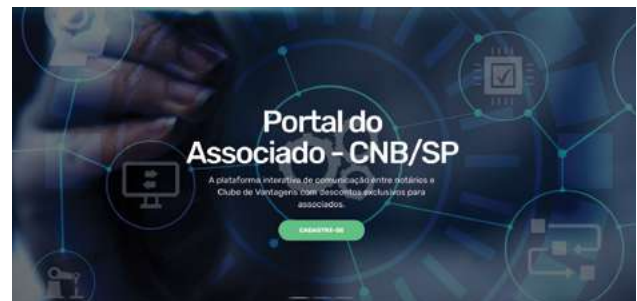 Portal do
Associado - CNB/SP
A plataforma interativa de comunicação entre notários e
Clube de Vantagens com descontos exclusivos para
associados.
CADASTRE-SE